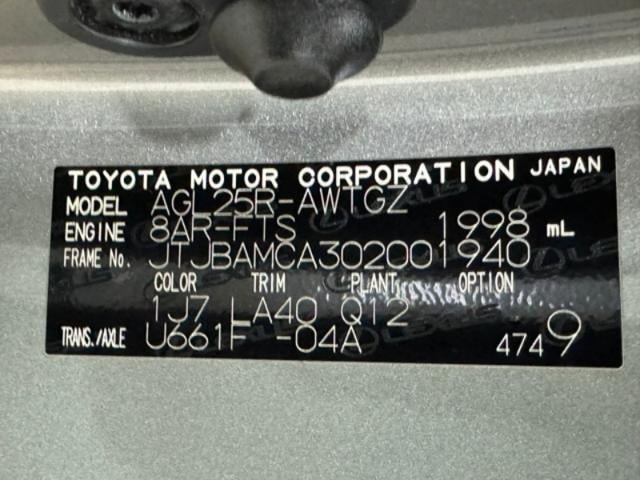 TOYOTA MOTOR CORPORATION JAPAN
MODEL AGL25R-AWTGZ
ENGINE 8AR-FTS 1998 mL
FRAME No. JTJBAMCA302001940
COLOR TRIM PLANT OPTION
1J7 LA40 Q12
TRANS./AXLE U661F -04A 4749